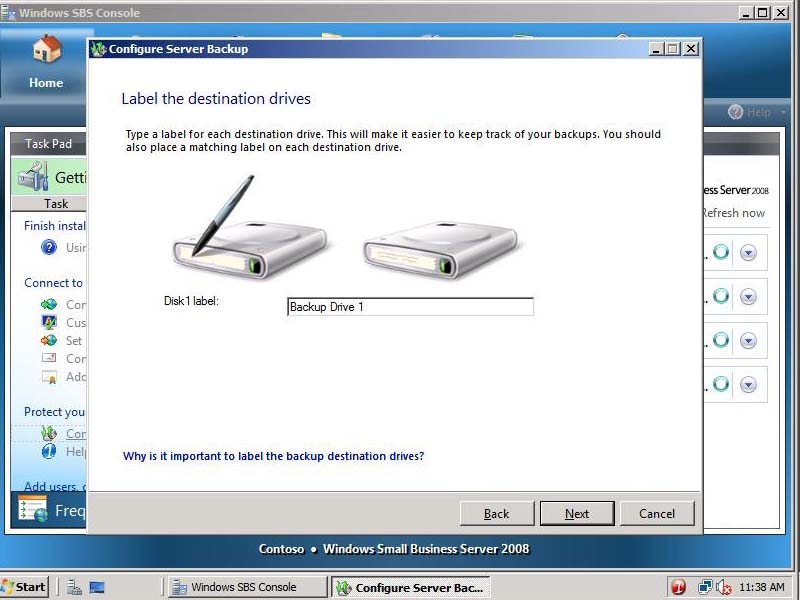 Windows SBS Console
Configure Server Backup
Home
Help
Label the destination drives
Type a label for each destination drive. This will make it easier to keep track of your backups. You should
also place a matching label on each destination drive.
Disk1 label:
Backup Drive 1
Why is it important to label the backup destination drives?
Back
Next
Cancel
Task Pad
Task
Finish
Connect to
Set
Protect
Add users,
Server 2008
Refresh now
Contoso • Windows Small Business Server 2008
Start
Windows SBS Console
Configure Server Bac...
11:38 AM